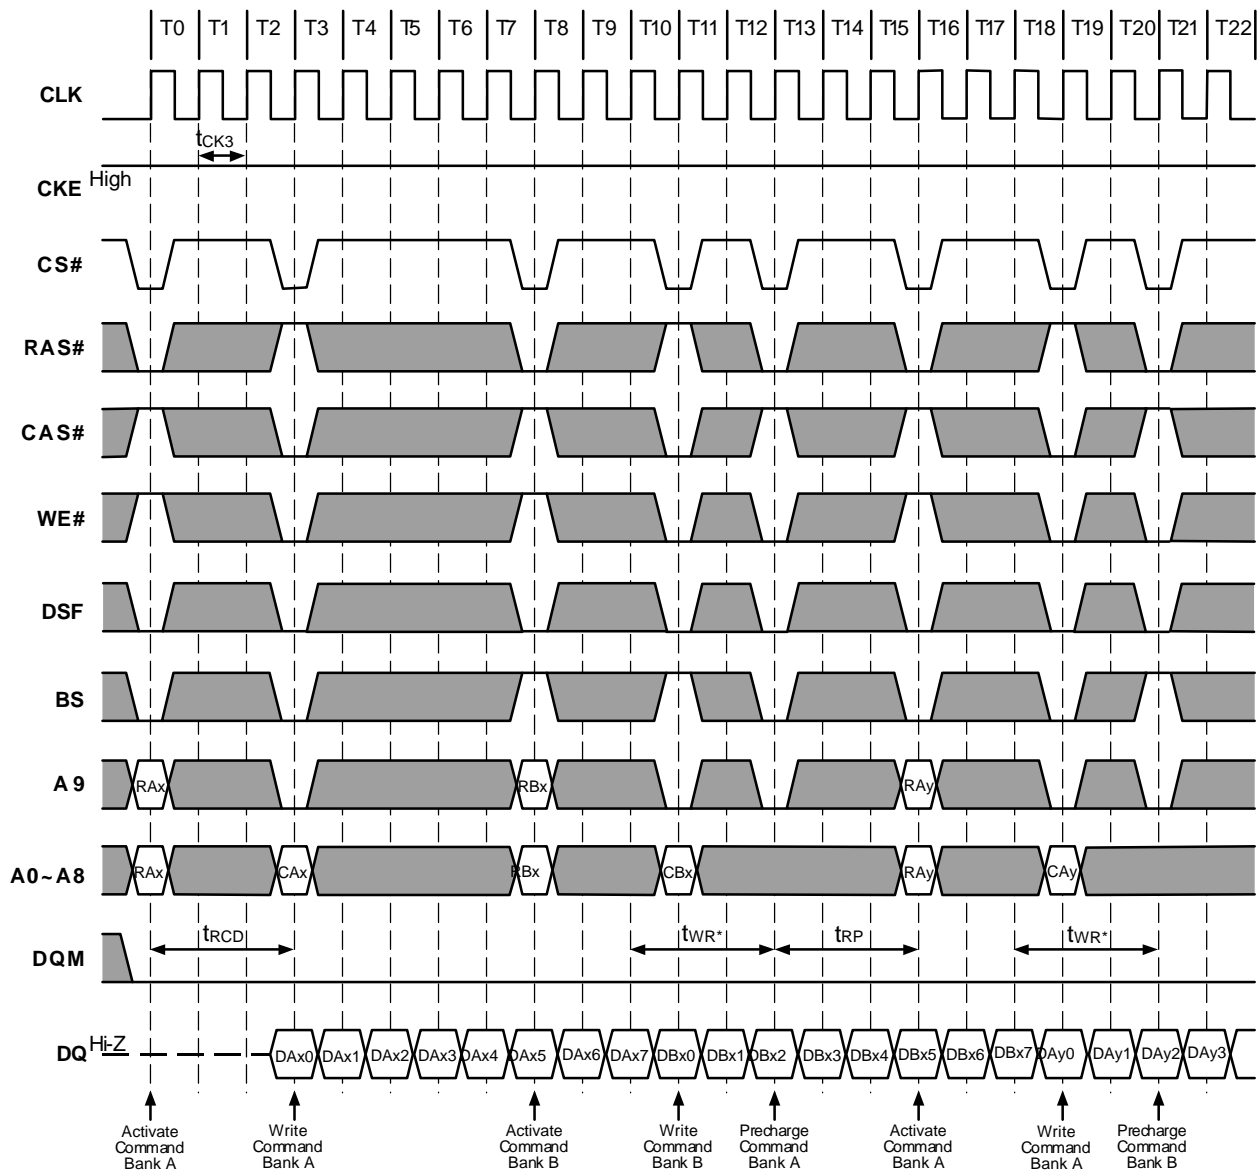 T0 T1 T2 T3 T4 T5 T6 T7 T8 T9 T10 T11 T12 T13 T14 T15 T16 T17 T18 T19 T20 T21 T22
CLK
tCK3
CKE High
CS#
RAS#
CAS#
WE#
DSF
BS
A9 RAx RBx RAy
A0~A8 RAx CAx RBx CBx RAy CAy
tRCD tWR* tRP tWR*
DQM
DQ Hi-Z DAx0 DAx1 DAx2 DAx3 DAx4 DAx5 DAx6 DAx7 DBx0 DBx1 DBx2 DBx3 DBx4 DBx5 DBx6 DBx7 DAy0 DAy1 DAy2 DAy3
Activate
Command
Bank A
Write
Command
Bank A
Activate
Command
Bank B
Write
Command
Bank B
Precharge
Command
Bank A
Activate
Command
Bank A
Write
Command
Bank A
Precharge
Command
Bank B